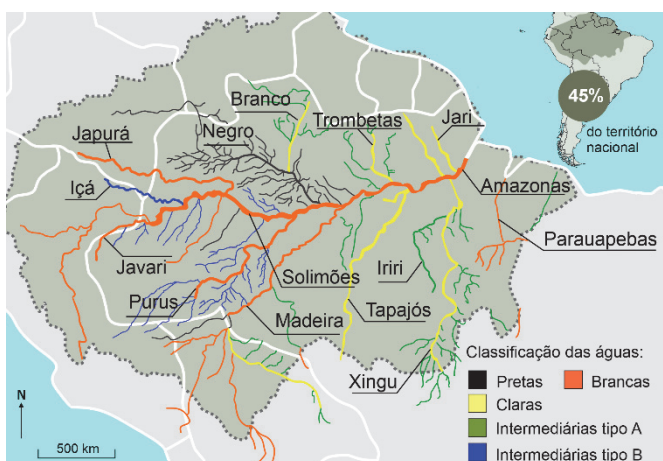 Branco
Trombetas
Jari
45%
do território
nacional
Japurá
Negro
Içá
Amazonas
Parauapebas
Javari
Solimões
Iriri
Purus
Madeira
Tapajós
Xingu
Classificação das águas:
Pretas
Brancas
Claras
Intermediárias tipo A
Intermediárias tipo B
N
500 km